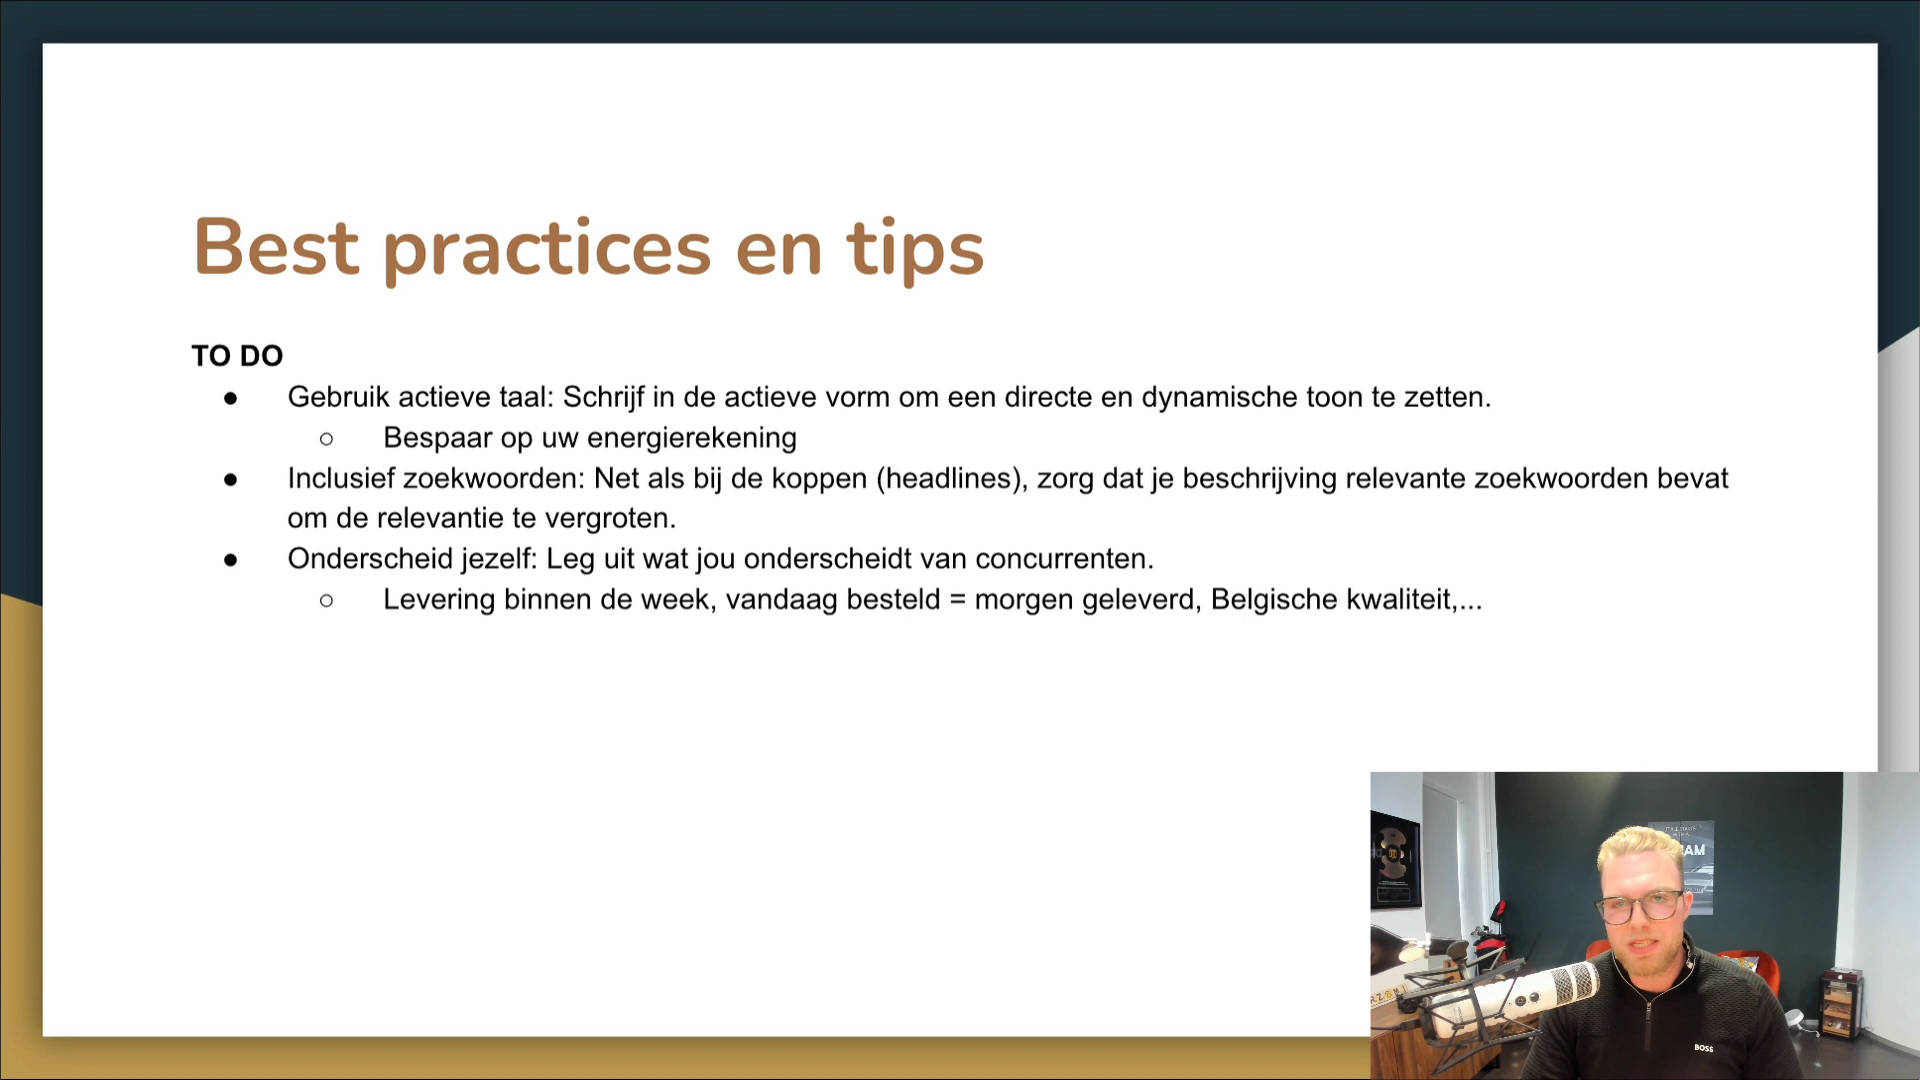 Best practices en tips
TO DO
● Gebruik actieve taal: Schrijf in de actieve vorm om een directe en dynamische toon te zetten.
○ Bespaar op uw energierekening
● Inclusief zoekwoorden: Net als bij de koppen (headlines), zorg dat je beschrijving relevante zoekwoorden bevat
om de relevantie te vergroten.
● Onderscheid jezelf: Leg uit wat jou onderscheidt van concurrenten.
○ Levering binnen de week, vandaag besteld = morgen geleverd, Belgische kwaliteit,...
BOSS